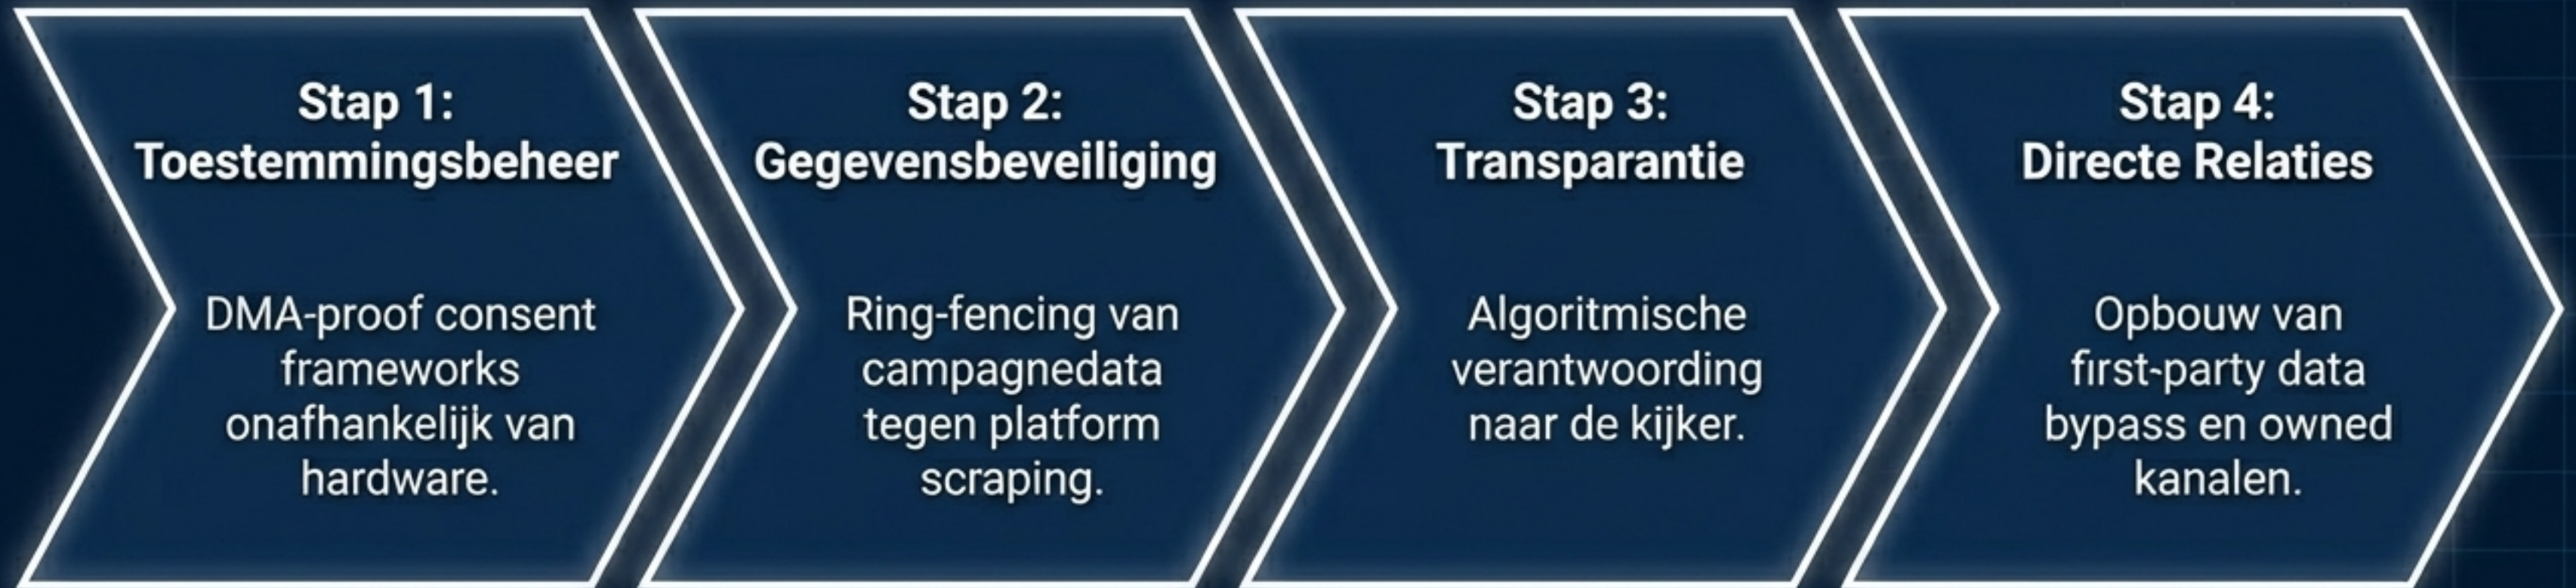 Stap 1:
Toestemmingsbeheer
DMA-proof consent
frameworks
onafhankelijk van
hardware.
Stap 2:
Gegevensbeveiliging
Ring-fencing van
campagnedata
tegen platform
scraping.
Stap 3:
Transparantie
Algoritmische
verantwoording
naar de kijker.
Stap 4:
Directe Relaties
Opbouw van
first-party data
bypass en owned
kanalen.